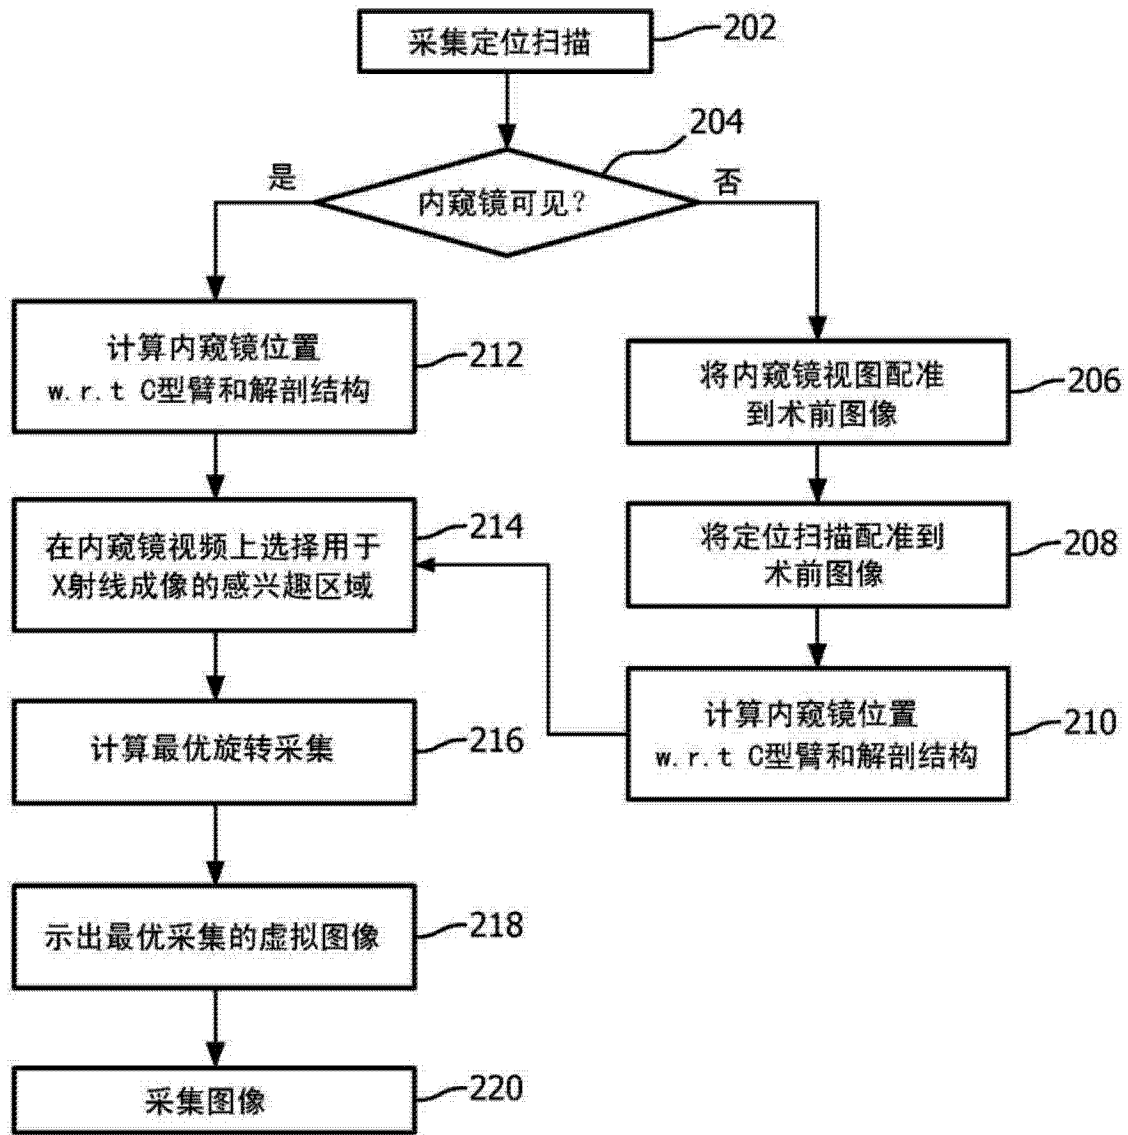 采集定位扫描
202
204
内窥镜可见?
是
否
计算内窥镜位置
w.r.t C型臂和解剖结构
212
将内窥镜视图配准
到术前图像
206
在内窥镜视频上选择用于
X射线成像的感兴趣区域
214
将定位扫描配准到
术前图像
208
计算内窥镜位置
w.r.t C型臂和解剖结构
210
计算最优旋转采集
216
示出最优采集的虚拟图像
218
采集图像
220